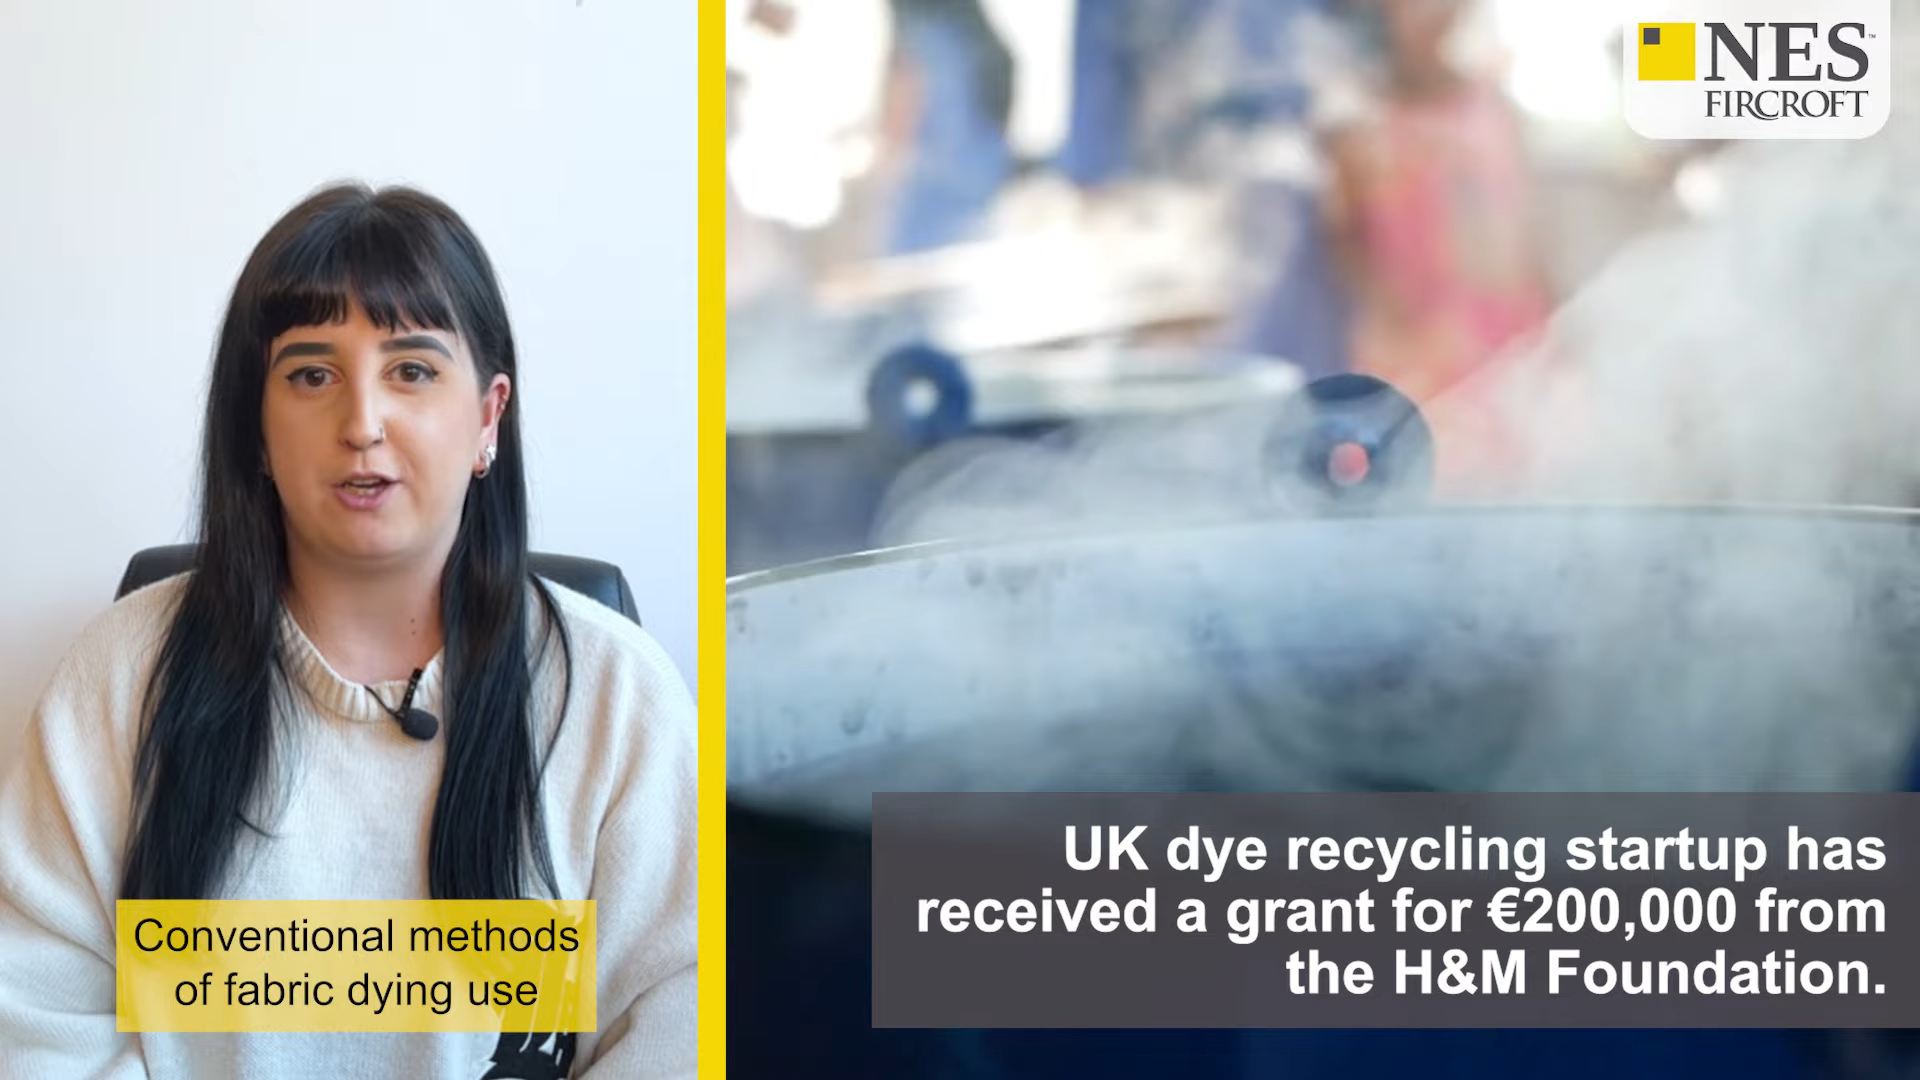 NES™
FIRCROFT
Conventional methods
of fabric dying use
UK dye recycling startup has
received a grant for €200,000 from
the H&M Foundation.